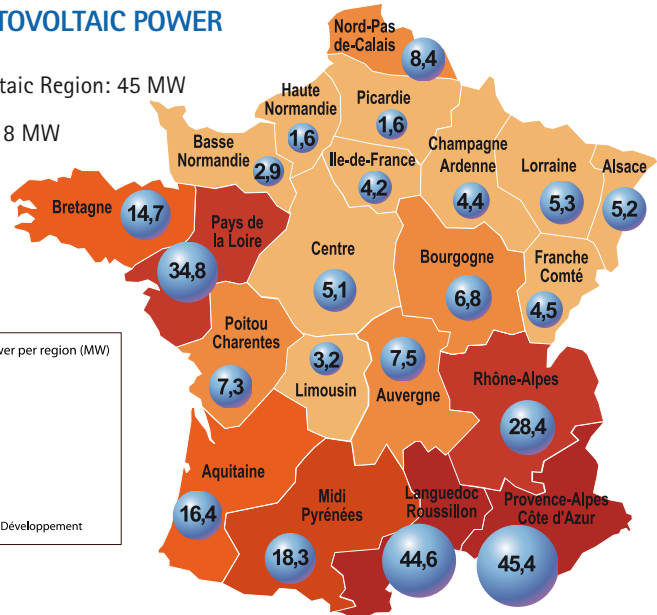 TOVOLTAIC POWER
taic Region: 45 MW
8 MW
Nord-Pas
de-Calais
8,4
Haute
Normandie
1,6
Picardie
1,6
Basse
Normandie
2,9
Ile-de-France
4,2
Champagne
Ardenne
4,4
Lorraine
5,3
Alsace
5,2
Bretagne
14,7
Pays de
la Loire
34,8
Centre
5,1
Bourgogne
6,8
Franche
Comté
4,5
wer per region (MW)
Poitou
Charentes
7,3
3,2
Limousin
7,5
Auvergne
Rhône-Alpes
28,4
Aquitaine
16,4
Midi
Pyrénées
18,3
Languedoc
Roussillon
44,6
Provence-Alpes
Côte d'Azur
45,4
Développement